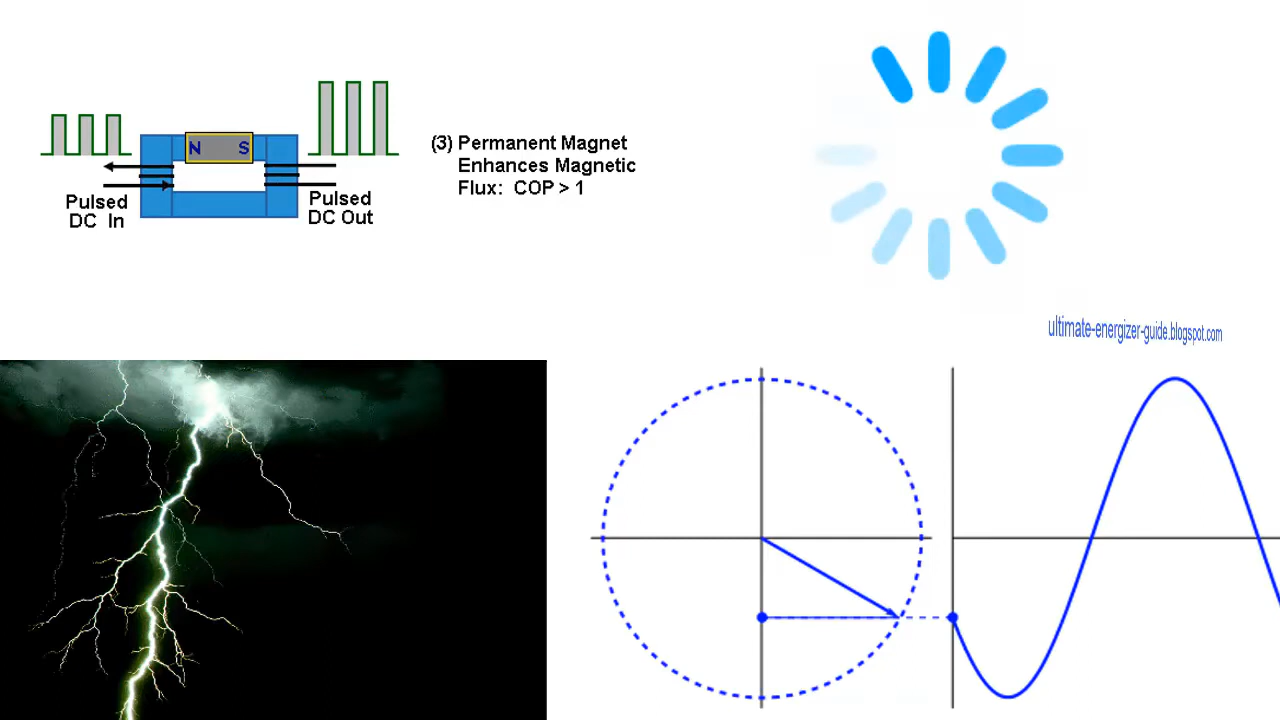 N S
(3) Permanent Magnet
Enhances Magnetic
Flux: COP > 1
Pulsed
DC In
Pulsed
DC Out
ultimate-energizer-guide.blogspot.com